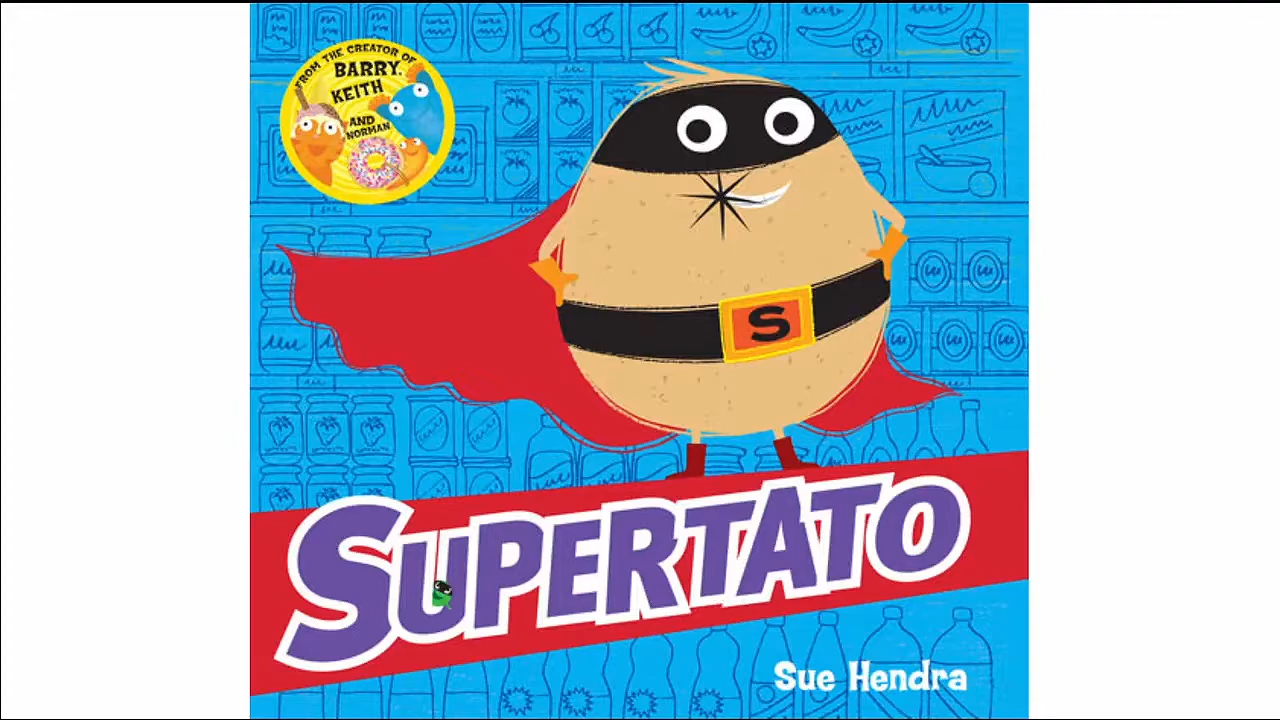 FROM THE CREATOR OF
BARRY,
KEITH
AND
NORMAN
S
SUPERTATO
Sue Hendra